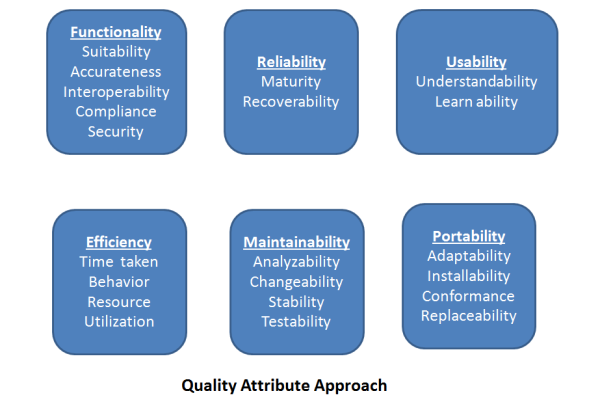 Functionality
Suitability
Accurateness
Interoperability
Compliance
Security
Reliability
Maturity
Recoverability
Usability
Understandability
Learn ability
Efficiency
Time taken
Behavior
Resource
Utilization
Maintainability
Analyzability
Changeability
Stability
Testability
Portability
Adaptability
Installability
Conformance
Replaceability
Quality Attribute Approach